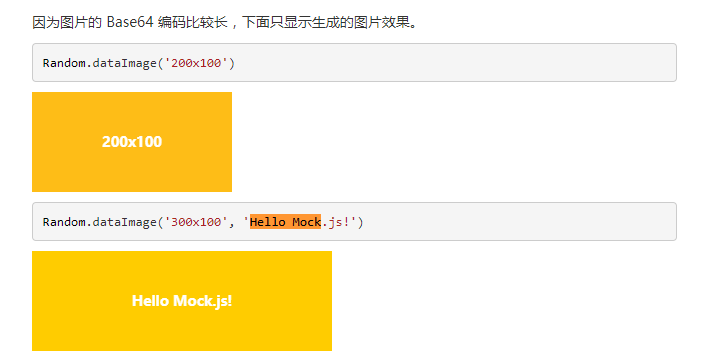 因为图片的 Base64 编码比较长，下面只显示生成的图片效果。
Random.dataImage('200x100')
200x100
Random.dataImage('300x100', 'Hello Mock.js!')
Hello Mock.js!